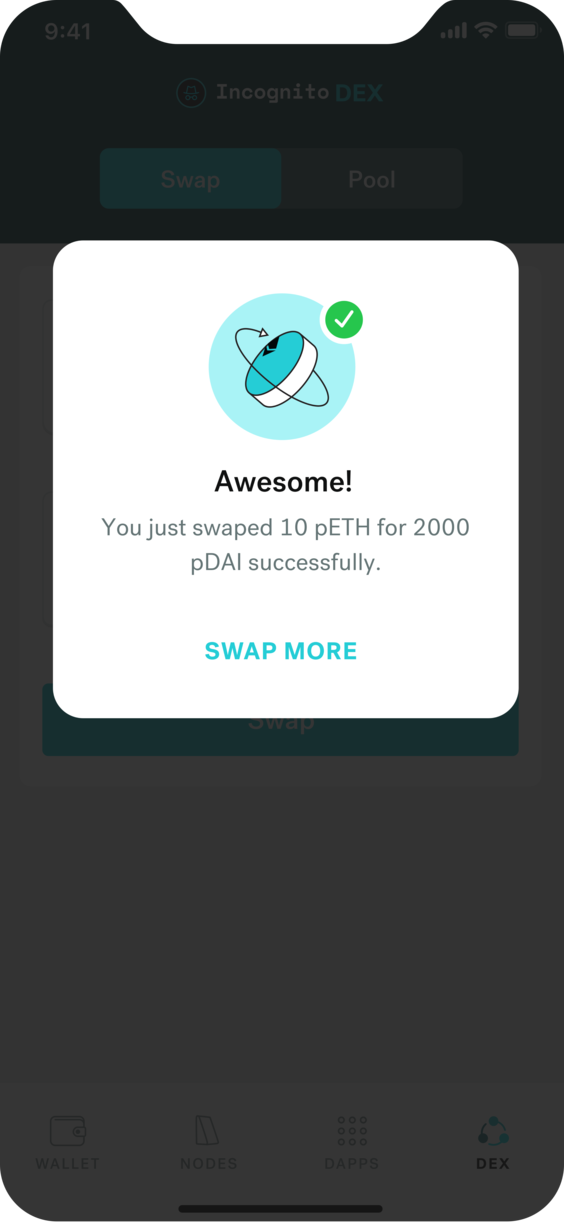 9:41
Incognito DEX
Swap Pool
Awesome!
You just swaped 10 pETH for 2000
pDAI successfully.
SWAP MORE
Swap
WALLET NODES DAPPS DEX